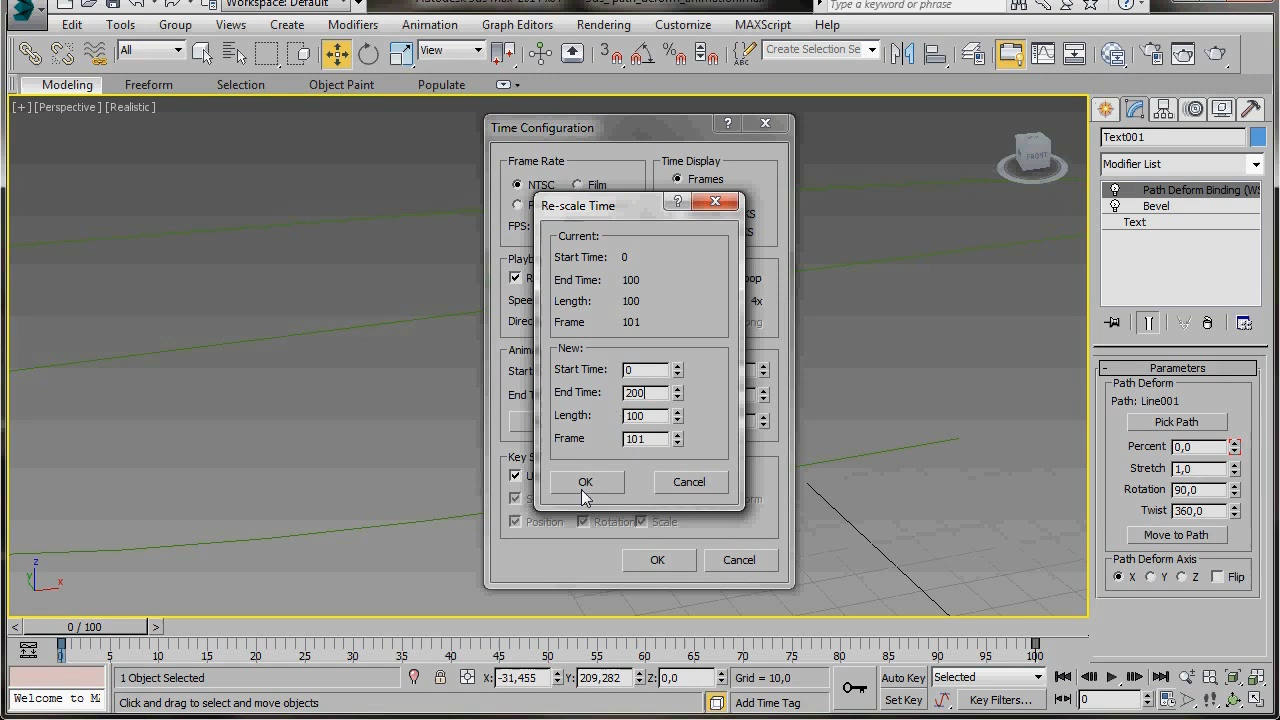 Workspace: Default
Edit Tools Group Views Create Modifiers Animation Graph Editors Rendering Customize MAXScript Help
All View Create Selection Se
Modeling Freeform Selection Object Paint Populate
[+] [Perspective] [Realistic]
FRONT
Time Configuration
Frame Rate
NTSC Film
FPS:
Time Display
Frames
Re-scale Time
Current:
Start Time: 0
End Time: 100
Length: 100
Frame 101
New:
Start Time: 0
End Time: 200
Length: 100
Frame 101
OK Cancel
4x
Position Rotation Scale
OK Cancel
Text001
Modifier List
Path Deform Binding (WS
Bevel
Text
Parameters
Path Deform
Path: Line001
Pick Path
Percent 0,0
Stretch 1,0
Rotation 90,0
Twist 360,0
Move to Path
Path Deform Axis
X Y Z Flip
z
y x
< 0 / 100 >
0 5 10 15 20 25 30 35 40 45 50 55 60 65 70 75 80 85 90 95 100
1 Object Selected X: -31,455 Y: 209,282 Z: 0,0 Grid = 10,0 Auto Key Selected
Welcome to M
Click and drag to select and move objects Add Time Tag Set Key Key Filters... 0